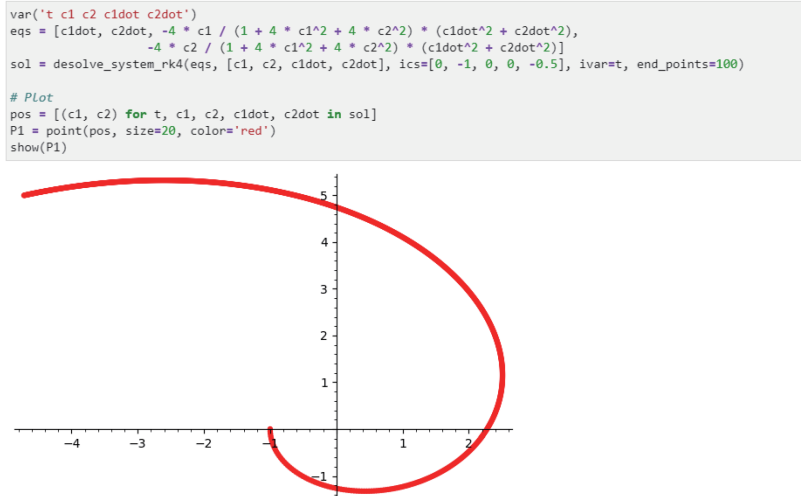 var('t c1 c2 c1dot c2dot')
eqs = [c1dot, c2dot, -4 * c1 / (1 + 4 * c1^2 + 4 * c2^2) * (c1dot^2 + c2dot^2),
-4 * c2 / (1 + 4 * c1^2 + 4 * c2^2) * (c1dot^2 + c2dot^2)]
sol = desolve_system_rk4(eqs, [c1, c2, c1dot, c2dot], ics=[0, -1, 0, 0, -0.5], ivar=t, end_points=100)
# Plot
pos = [(c1, c2) for t, c1, c2, c1dot, c2dot in sol]
P1 = point(pos, size=20, color='red')
show(P1)
5
4
3
2
1
-4 -3 -2 -1 1 2
-1